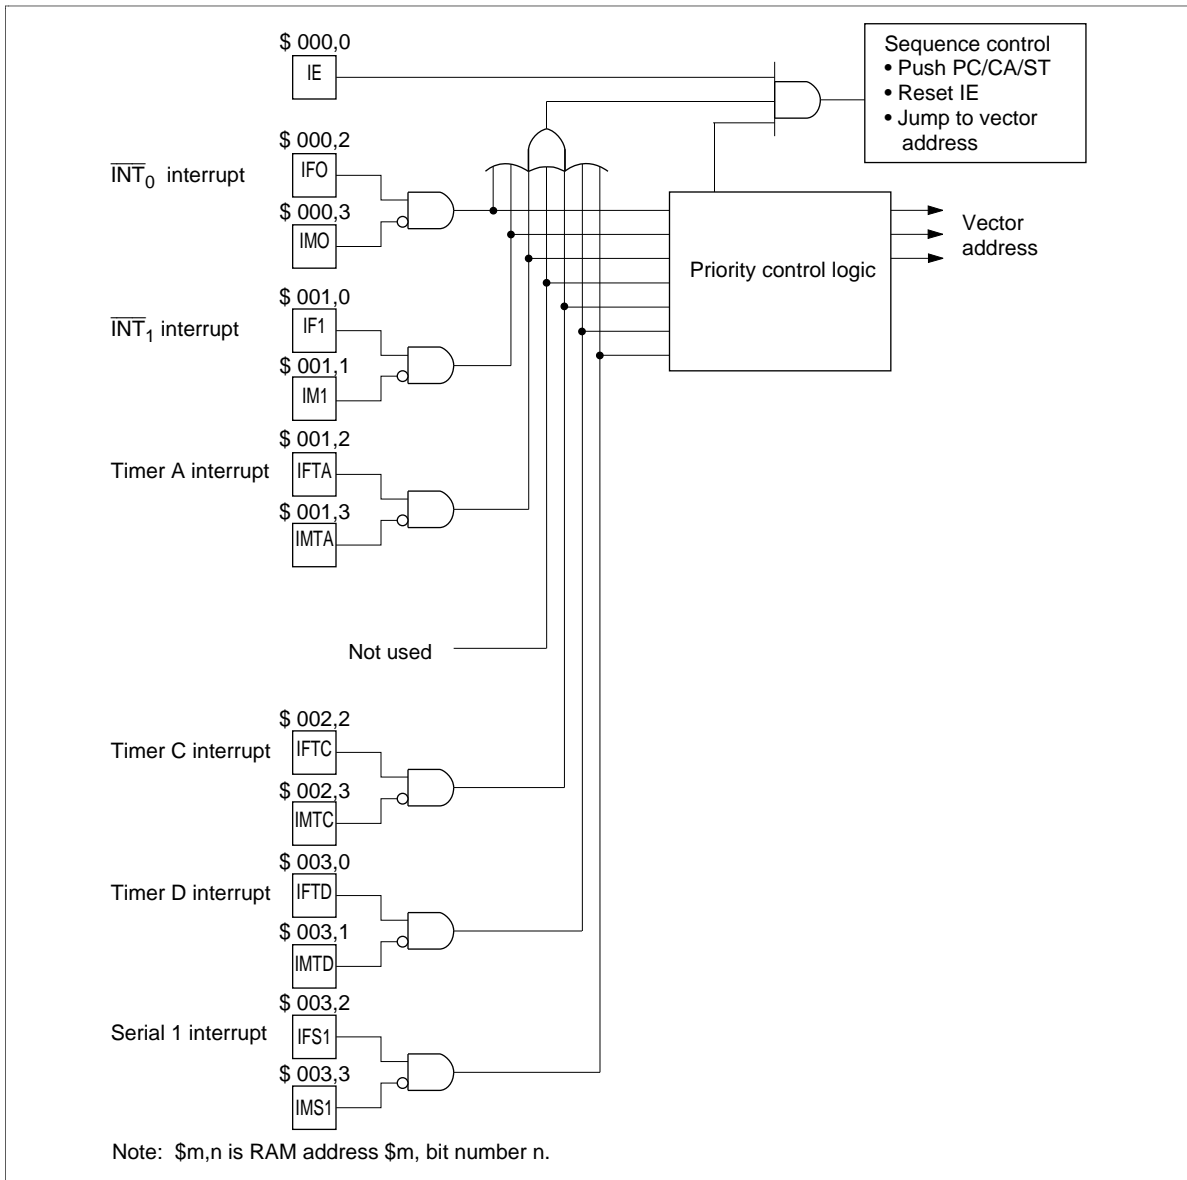 $ 000,0
IE
Sequence control
• Push PC/CA/ST
• Reset IE
• Jump to vector
address
$ 000,2
INT0 interrupt
IFO
$ 000,3
IMO
Priority control logic
Vector
address
$ 001,0
INT1 interrupt
IF1
$ 001,1
IM1
$ 001,2
Timer A interrupt
IFTA
$ 001,3
IMTA
Not used
$ 002,2
Timer C interrupt
IFTC
$ 002,3
IMTC
$ 003,0
Timer D interrupt
IFTD
$ 003,1
IMTD
$ 003,2
Serial 1 interrupt
IFS1
$ 003,3
IMS1
Note: $m,n is RAM address $m, bit number n.